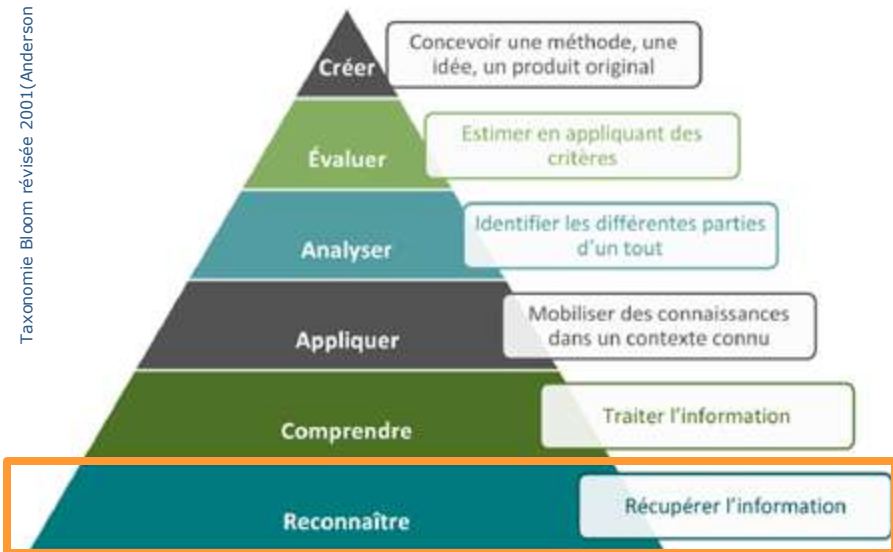 Taxonomie Bloom révisée 2001(Anderson
Créer
Concevoir une méthode, une
idée, un produit original
Évaluer
Estimer en appliquant des
critères
Analyser
Identifier les différentes parties
d'un tout
Appliquer
Mobiliser des connaissances
dans un contexte connu
Comprendre
Traiter l'information
Reconnaître
Récupérer l'information